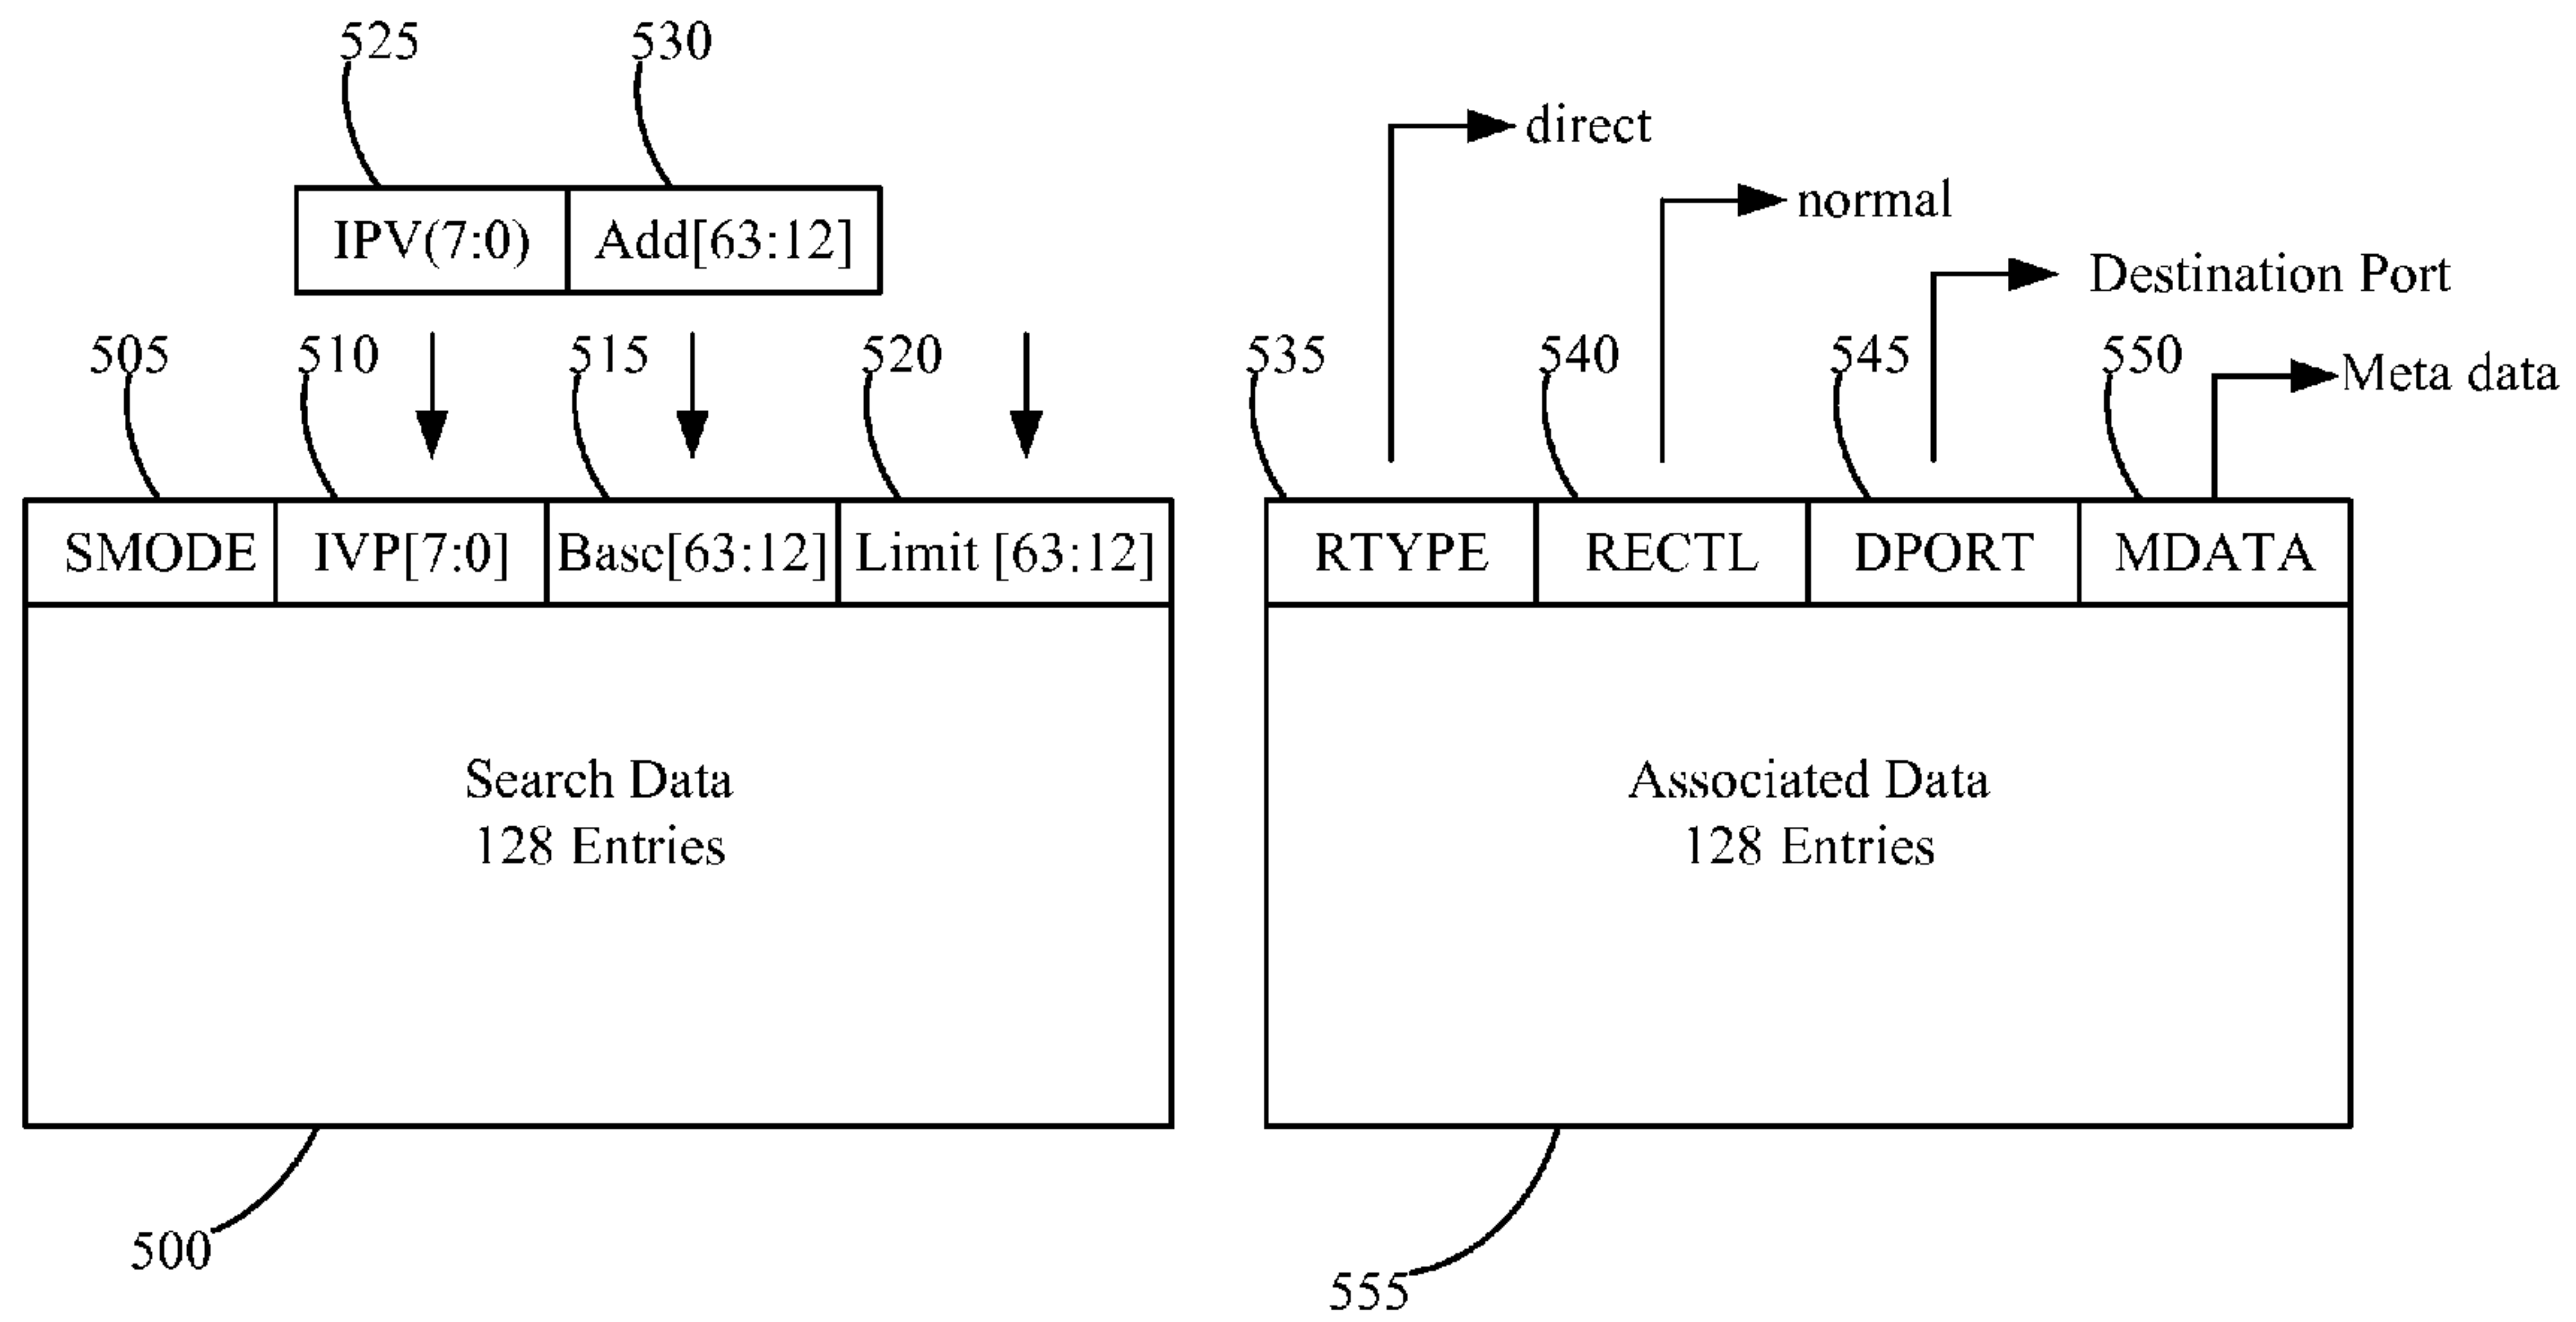 525
530
direct
normal
IPV(7:0)
Add[63:12]
Destination Port
505
510
515
520
535
540
545
550
Meta data
SMODE
IVP[7:0]
Base[63:12]
Limit [63:12]
RTYPE
RECTL
DPORT
MDATA
Search Data
128 Entries
Associated Data
128 Entries
500
555